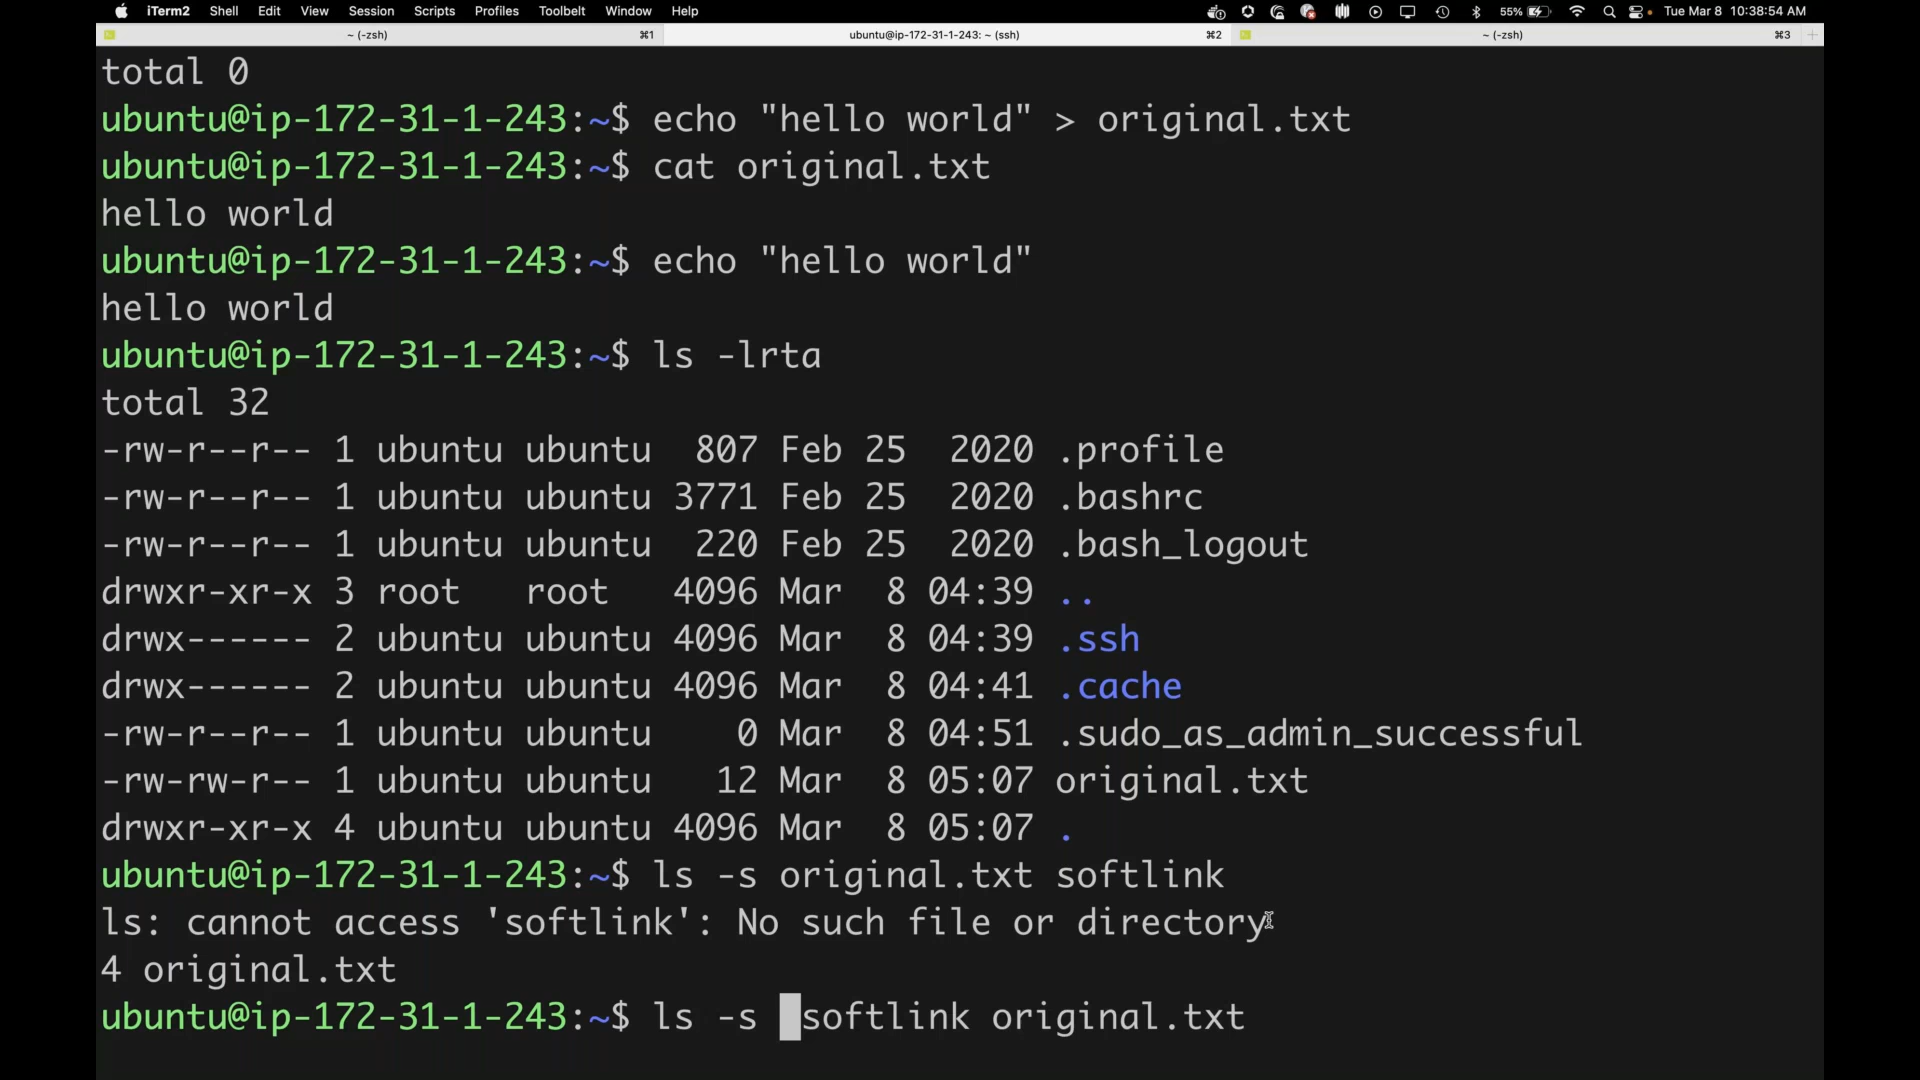 iTerm2 Shell Edit View Session Scripts Profiles Toolbelt Window Help 55% Tue Mar 8 10:38:54 AM
~ (-zsh) ⌘1 ubuntu@ip-172-31-1-243: ~ (ssh) ⌘2 ~ (-zsh) ⌘3
total 0
ubuntu@ip-172-31-1-243:~$ echo "hello world" > original.txt
ubuntu@ip-172-31-1-243:~$ cat original.txt
hello world
ubuntu@ip-172-31-1-243:~$ echo "hello world"
hello world
ubuntu@ip-172-31-1-243:~$ ls -lrta
total 32
-rw-r--r-- 1 ubuntu ubuntu  807 Feb 25  2020 .profile
-rw-r--r-- 1 ubuntu ubuntu 3771 Feb 25  2020 .bashrc
-rw-r--r-- 1 ubuntu ubuntu  220 Feb 25  2020 .bash_logout
drwxr-xr-x 3 root   root   4096 Mar  8 04:39 ..
drwx------ 2 ubuntu ubuntu 4096 Mar  8 04:39 .ssh
drwx------ 2 ubuntu ubuntu 4096 Mar  8 04:41 .cache
-rw-r--r-- 1 ubuntu ubuntu    0 Mar  8 04:51 .sudo_as_admin_successful
-rw-rw-r-- 1 ubuntu ubuntu   12 Mar  8 05:07 original.txt
drwxr-xr-x 4 ubuntu ubuntu 4096 Mar  8 05:07 .
ubuntu@ip-172-31-1-243:~$ ls -s original.txt softlink
ls: cannot access 'softlink': No such file or directory
4 original.txt
ubuntu@ip-172-31-1-243:~$ ls -s softlink original.txt